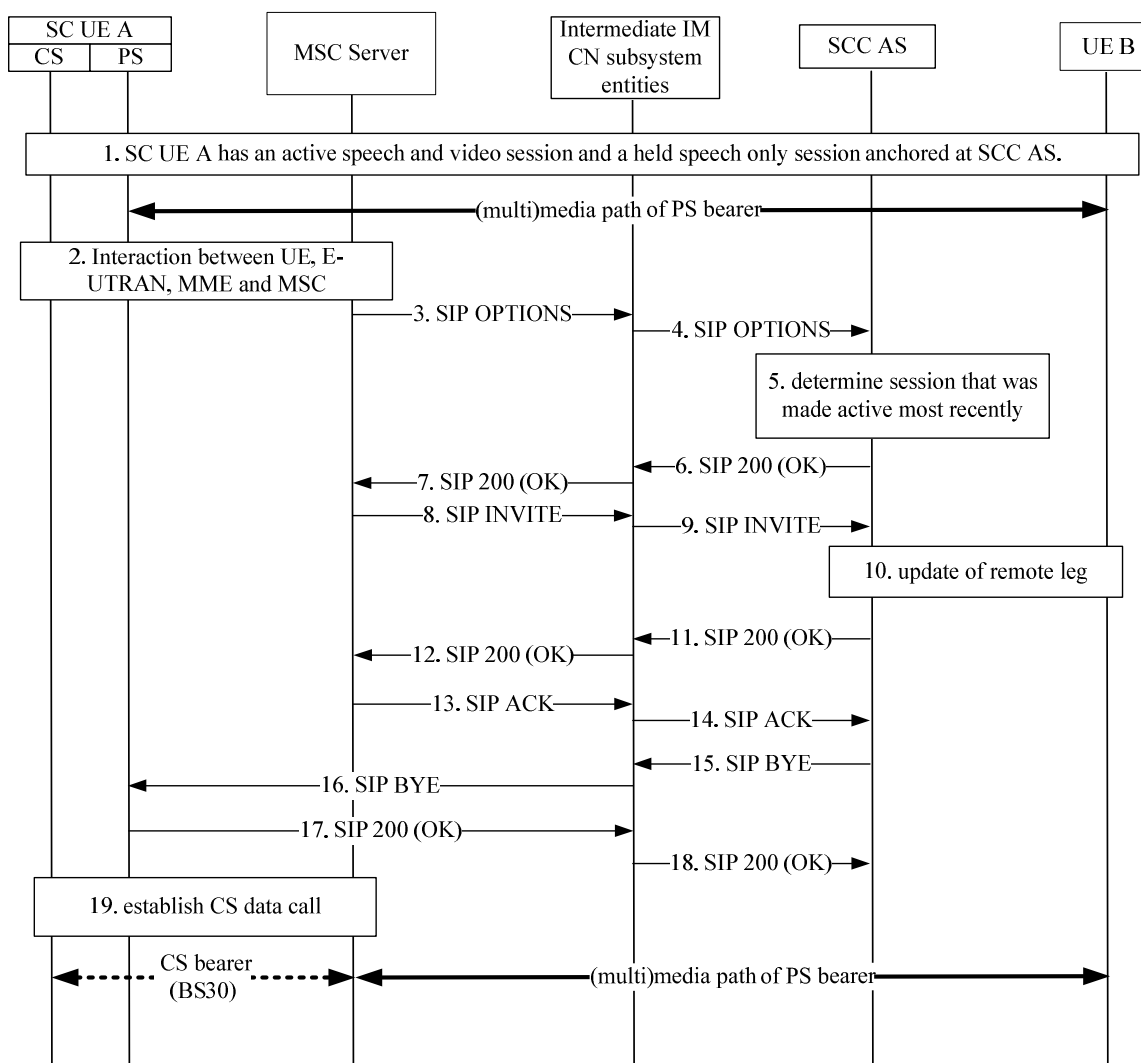 SC UE A
CS
PS
MSC Server
Intermediate IM
CN subsystem
entities
SCC AS
UE B
1. SC UE A has an active speech and video session and a held speech only session anchored at SCC AS.
(multi)media path of PS bearer
2. Interaction between UE, E-
UTRAN, MME and MSC
3. SIP OPTIONS
4. SIP OPTIONS
5. determine session that was
made active most recently
6. SIP 200 (OK)
7. SIP 200 (OK)
8. SIP INVITE
9. SIP INVITE
10. update of remote leg
11. SIP 200 (OK)
12. SIP 200 (OK)
13. SIP ACK
14. SIP ACK
15. SIP BYE
16. SIP BYE
17. SIP 200 (OK)
18. SIP 200 (OK)
19. establish CS data call
CS bearer
(BS30)
(multi)media path of PS bearer